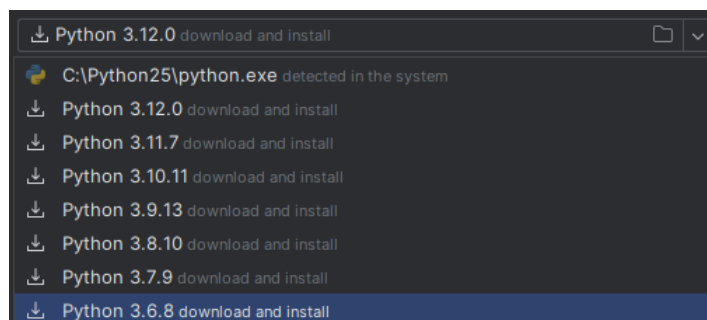 Python 3.12.0 download and install
C:\Python25\python.exe detected in the system
Python 3.12.0 download and install
Python 3.11.7 download and install
Python 3.10.11 download and install
Python 3.9.13 download and install
Python 3.8.10 download and install
Python 3.7.9 download and install
Python 3.6.8 download and install